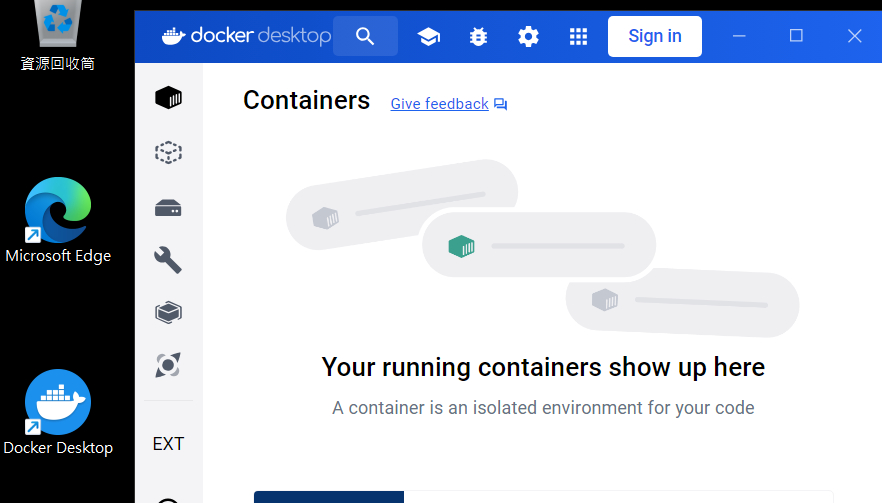 資源回收筒
Microsoft Edge
Docker Desktop
docker desktop
Sign in
EXT
Containers
Give feedback
Your running containers show up here
A container is an isolated environment for your code